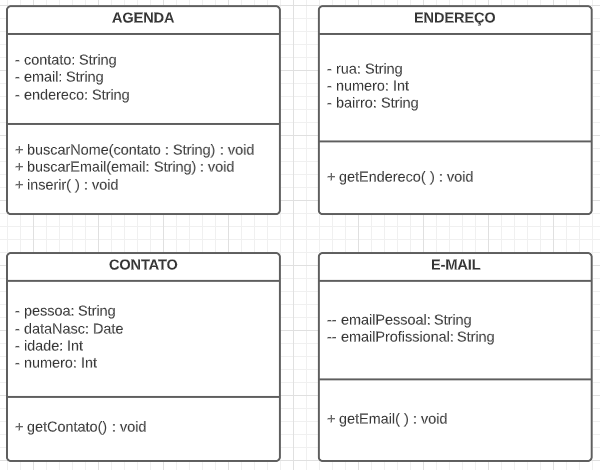 AGENDA
- contato: String
- email: String
- endereco: String
+ buscarNome(contato : String) : void
+ buscarEmail(email: String) : void
+ inserir( ) : void
ENDEREÇO
- rua: String
- numero: Int
- bairro: String
+ getEndereco( ) : void
CONTATO
- pessoa: String
- dataNasc: Date
- idade: Int
- numero: Int
+ getContato() : void
E-MAIL
-- emailPessoal: String
-- emailProfissional: String
+ getEmail( ) : void